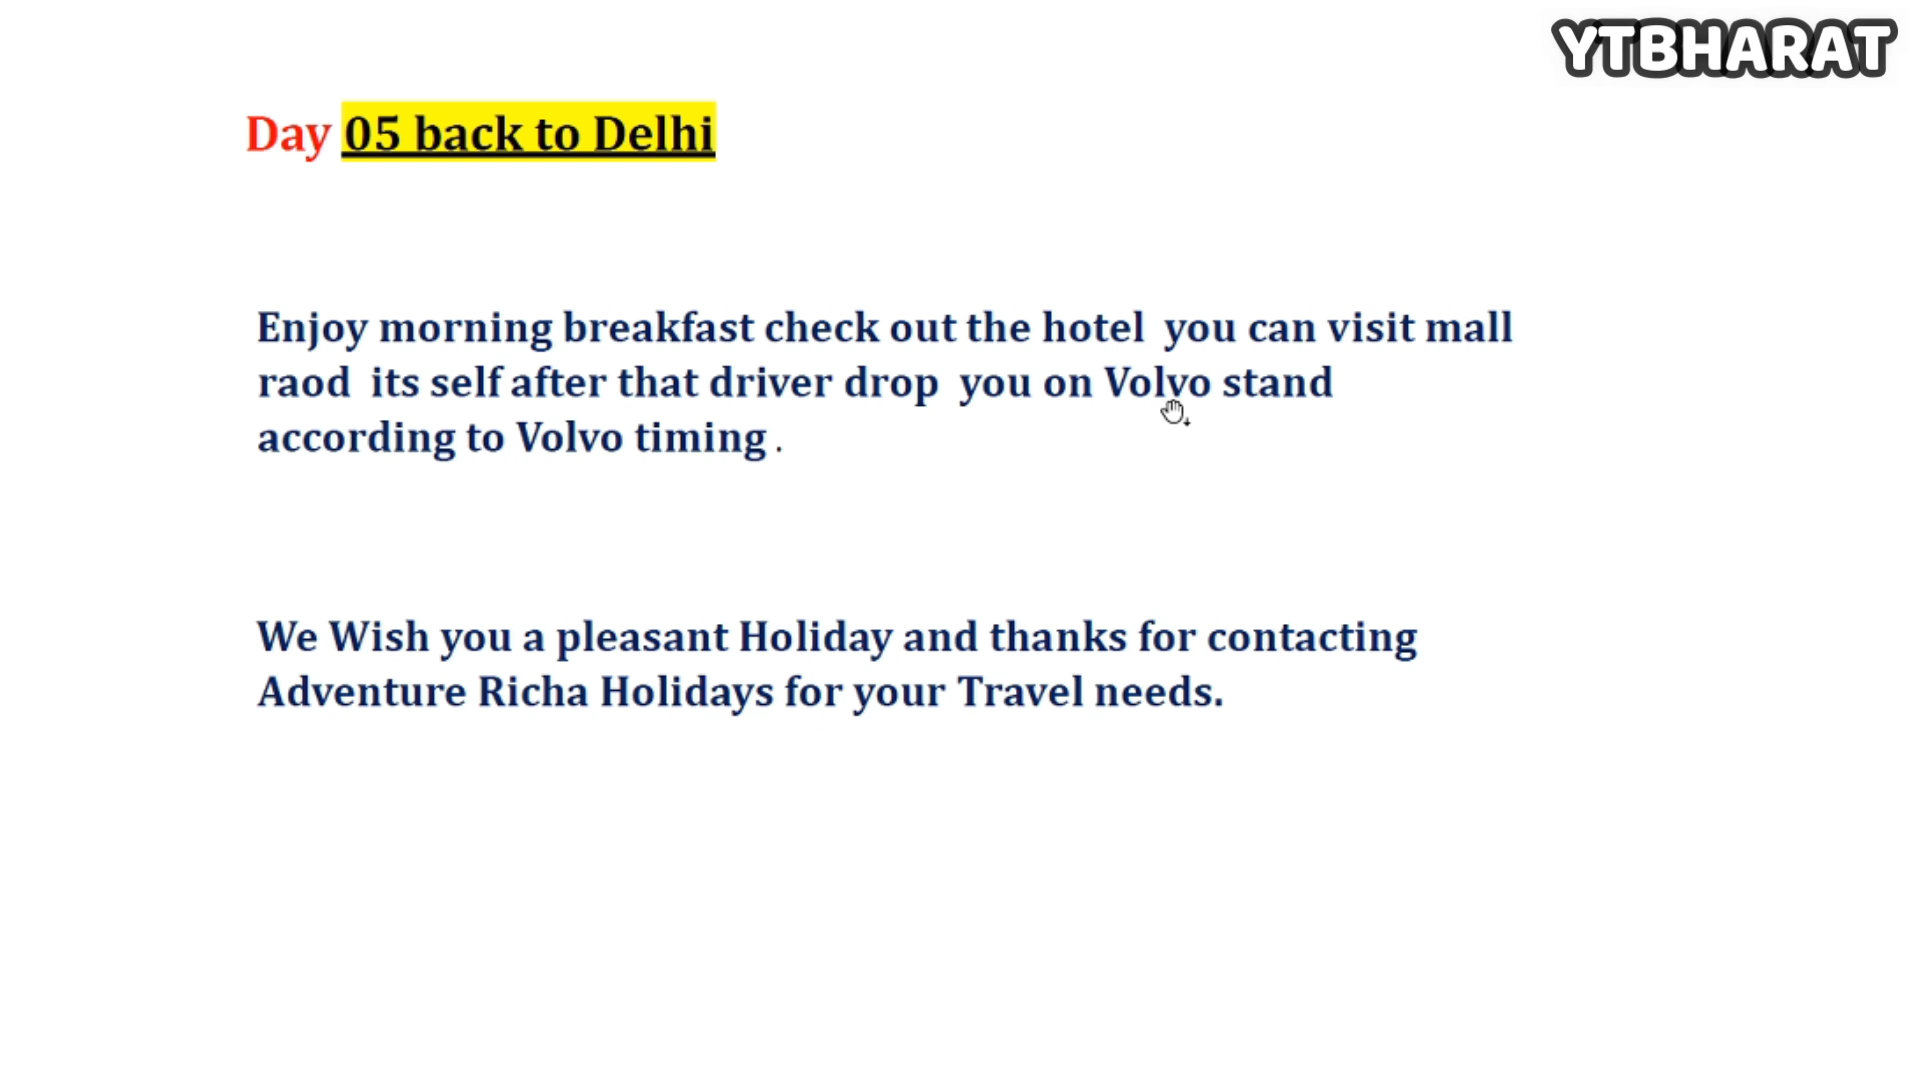 YTBHARAT
Day 05 back to Delhi
Enjoy morning breakfast check out the hotel you can visit mall
raod its self after that driver drop you on Volvo stand
according to Volvo timing .
We Wish you a pleasant Holiday and thanks for contacting
Adventure Richa Holidays for your Travel needs.